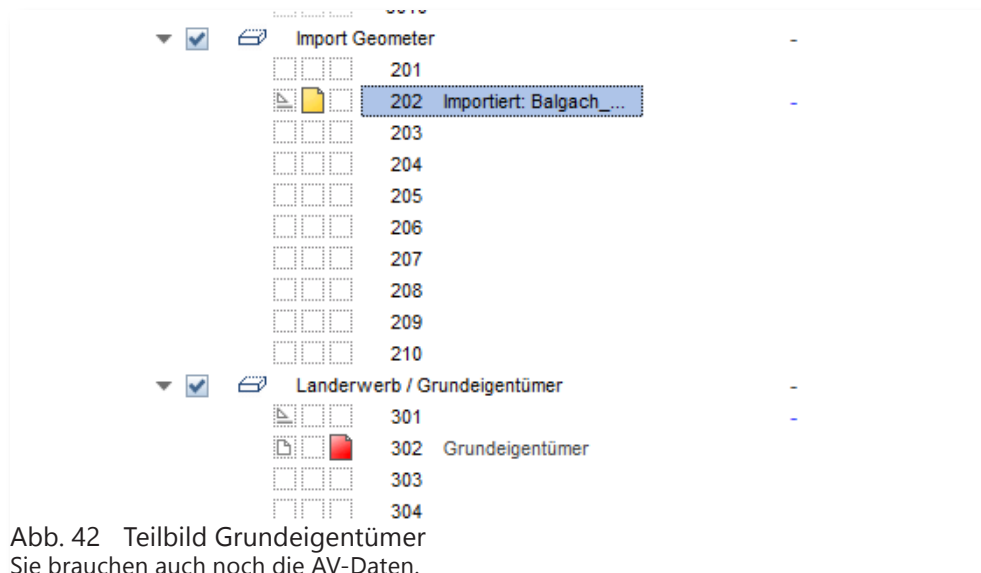 Import Geometer -
201
202 Importiert: Balgach_... -
203
204
205
206
207
208
209
210
Landerwerb / Grundeigentümer -
301 -
302 Grundeigentümer
303
304
Abb. 42 Teilbild Grundeigentümer
Sie brauchen auch noch die AV-Daten.